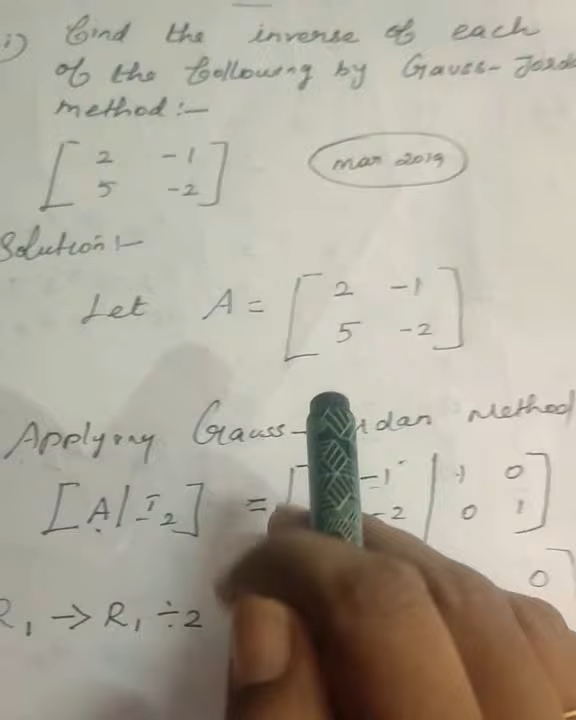 i) Find the inverse of each
of the following by Gauss-Jord
method:-
[ 2 -1
5 -2 ]
mar 2019
Solution:-
Let A = [ 2 -1
5 -2 ]
Applying Gauss- rdan Method
[A|I₂] = [ -1 | 1 0
-2 | 0 1 ]
0 ]
R₁ → R₁ ÷ 2